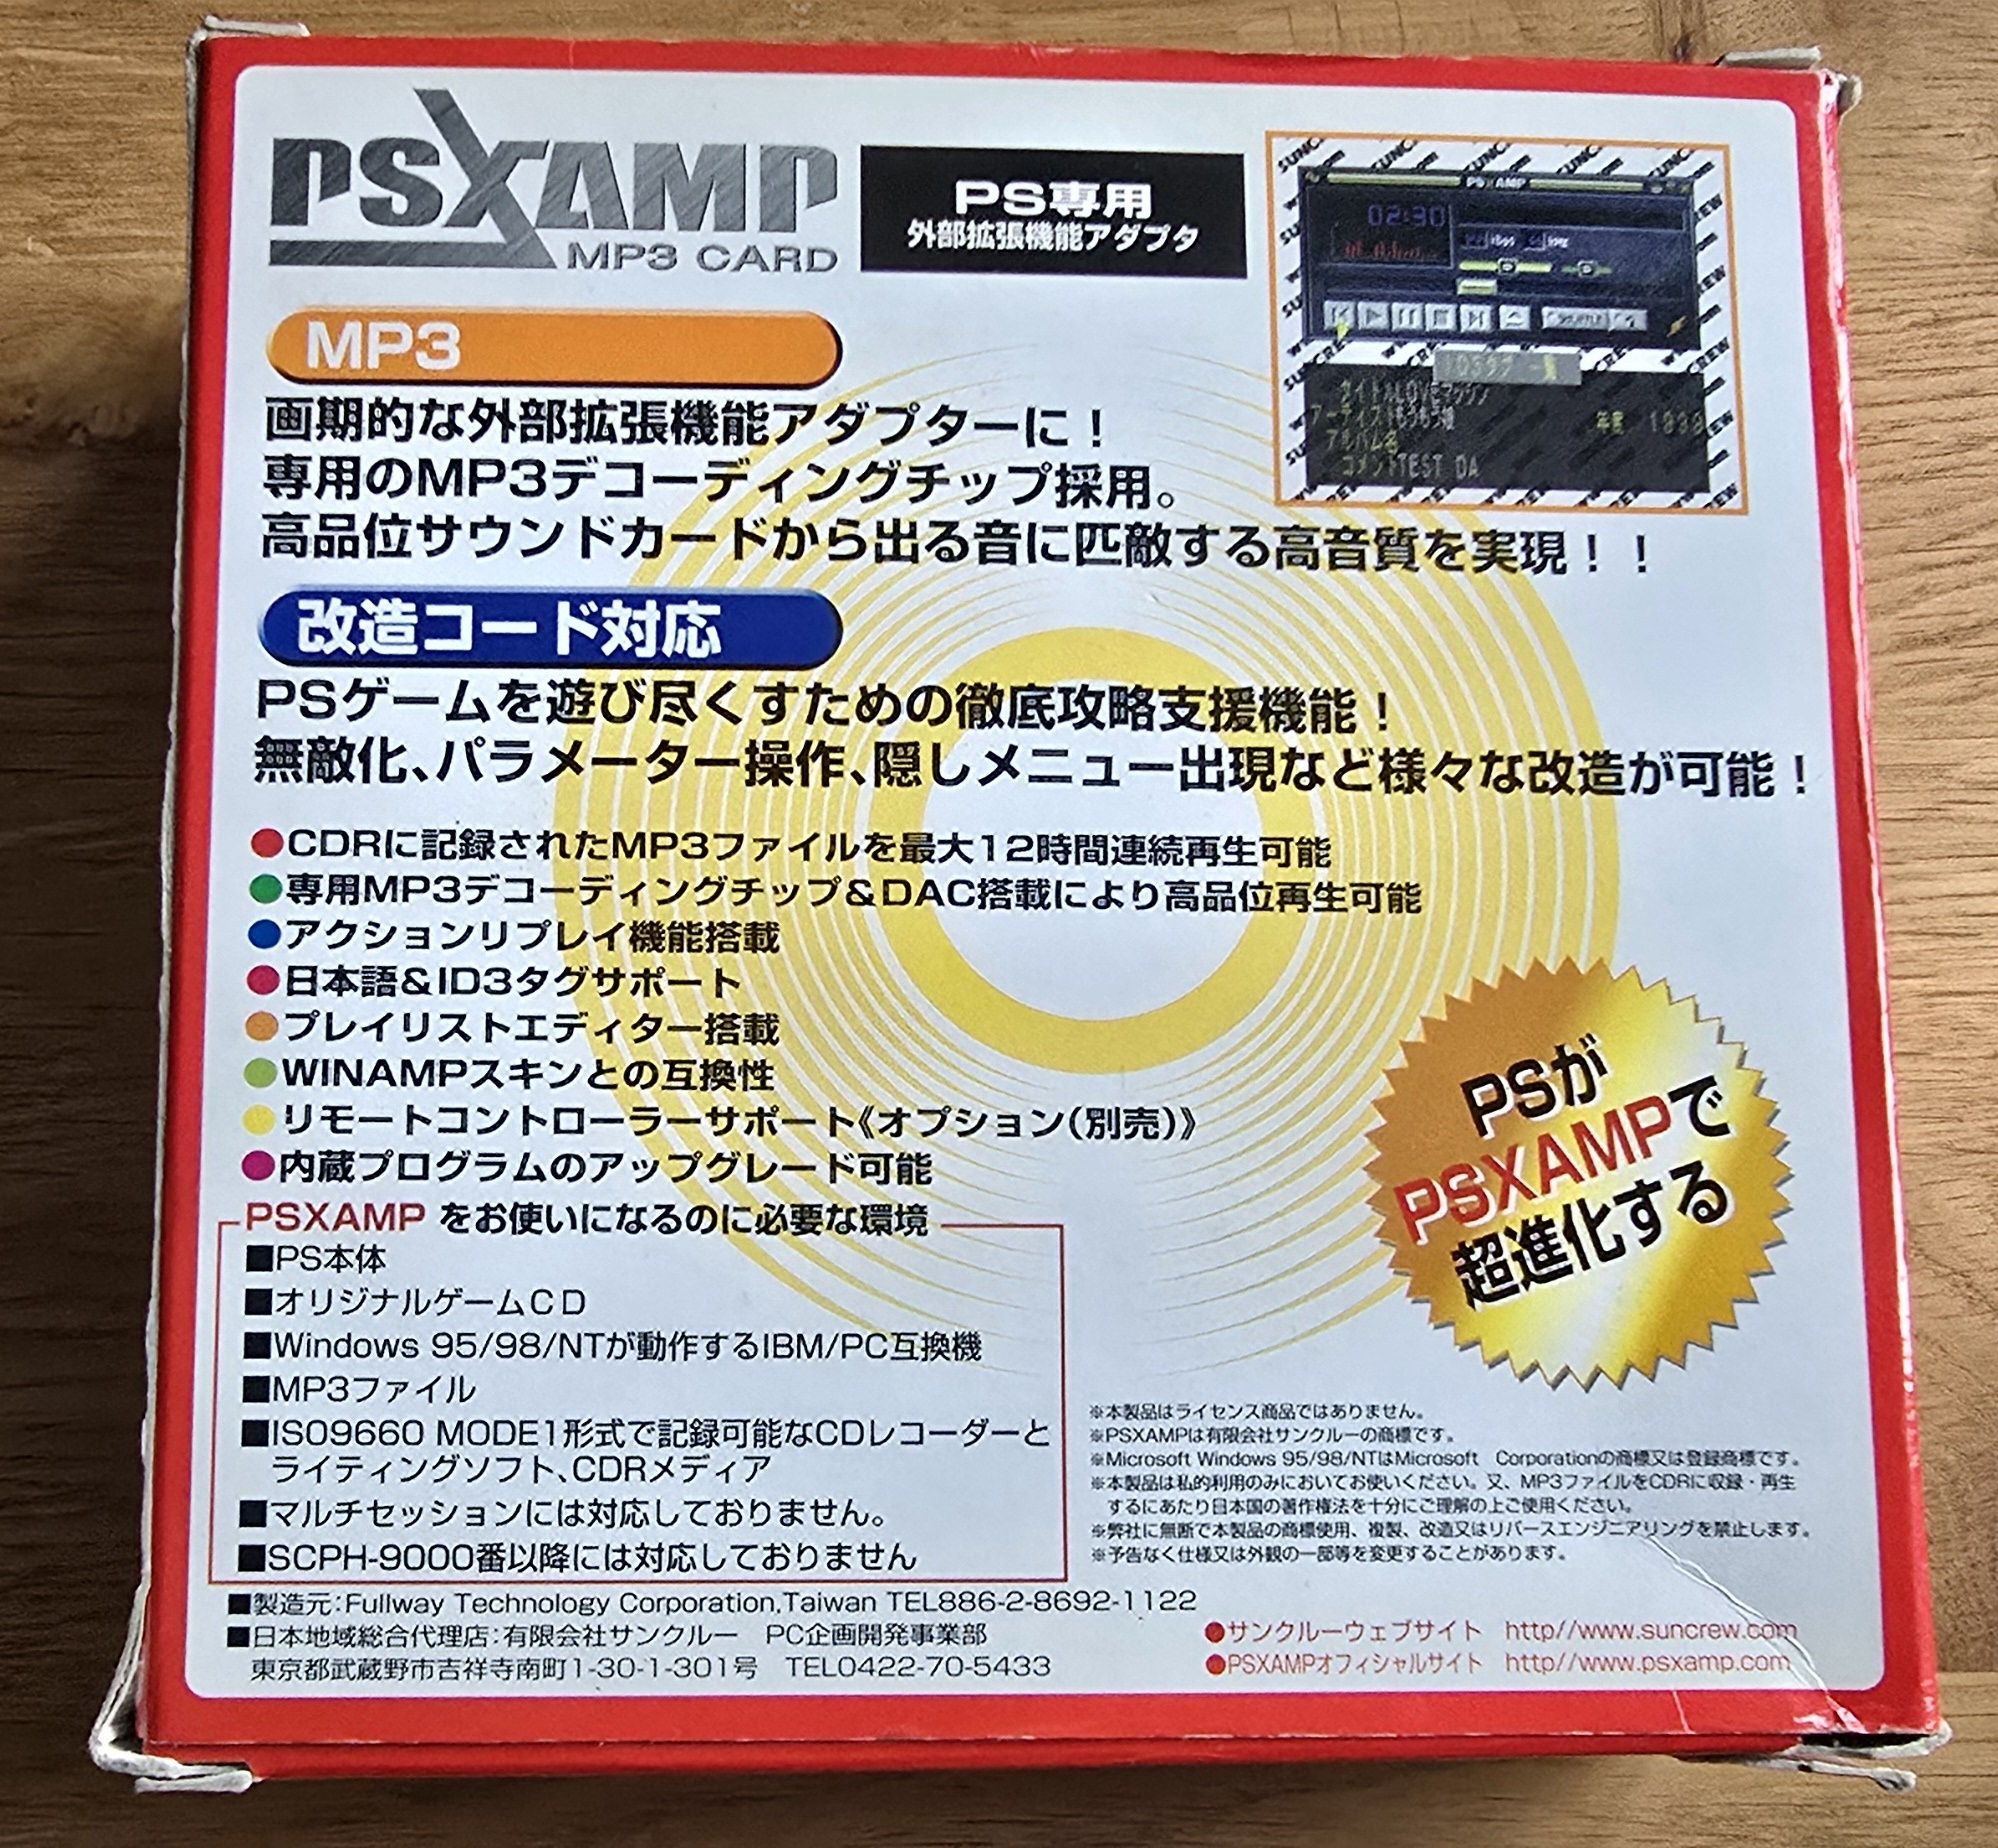 PSXAMP
MP3 CARD
PS専用
外部拡張機能アダプタ
PSXAMP
02:30
SHUFFLE
アーティスト
年度 1999
アルバム名
コメントTEST DA
MP3
画期的な外部拡張機能アダプターに！
専用のMP3デコーディングチップ採用。
高品位サウンドカードから出る音に匹敵する高音質を実現！！
改造コード対応
PSゲームを遊び尽くすための徹底攻略支援機能！
無敵化、パラメーター操作、隠しメニュー出現など様々な改造が可能！
●CDRに記録されたMP3ファイルを最大12時間連続再生可能
●専用MP3デコーディングチップ&DAC搭載により高品位再生可能
●アクションリプレイ機能搭載
●日本語&ID3タグサポート
●プレイリストエディター搭載
●WINAMPスキンとの互換性
●リモートコントローラーサポート《オプション(別売)》
●内蔵プログラムのアップグレード可能
PSが
PSXAMPで
超進化する
PSXAMP をお使いになるのに必要な環境
■PS本体
■オリジナルゲームCD
■Windows 95/98/NTが動作するIBM/PC互換機
■MP3ファイル
■ISO9660 MODE1形式で記録可能なCDレコーダーと
ライティングソフト、CDRメディア
■マルチセッションには対応しておりません。
■SCPH-9000番以降には対応しておりません
※本製品はライセンス商品ではありません。
※PSXAMPは有限会社サンクルーの商標です。
※Microsoft Windows 95/98/NTはMicrosoft Corporationの商標又は登録商標です。
※本製品は私的利用のみにおいてお使いください。又、MP3ファイルをCDRに収録・再生
するにあたり日本国の著作権法を十分にご理解の上ご使用ください。
※弊社に無断で本製品の商標使用、複製、改造又はリバースエンジニアリングを禁止します。
※予告なく仕様又は外観の一部等を変更することがあります。
■製造元:Fullway Technology Corporation,Taiwan TEL886-2-8692-1122
■日本地域総合代理店:有限会社サンクルー PC企画開発事業部
東京都武蔵野市吉祥寺南町1-30-1-301号 TEL0422-70-5433
●サンクルーウェブサイト http//www.suncrew.com
●PSXAMPオフィシャルサイト http//www.psxamp.com